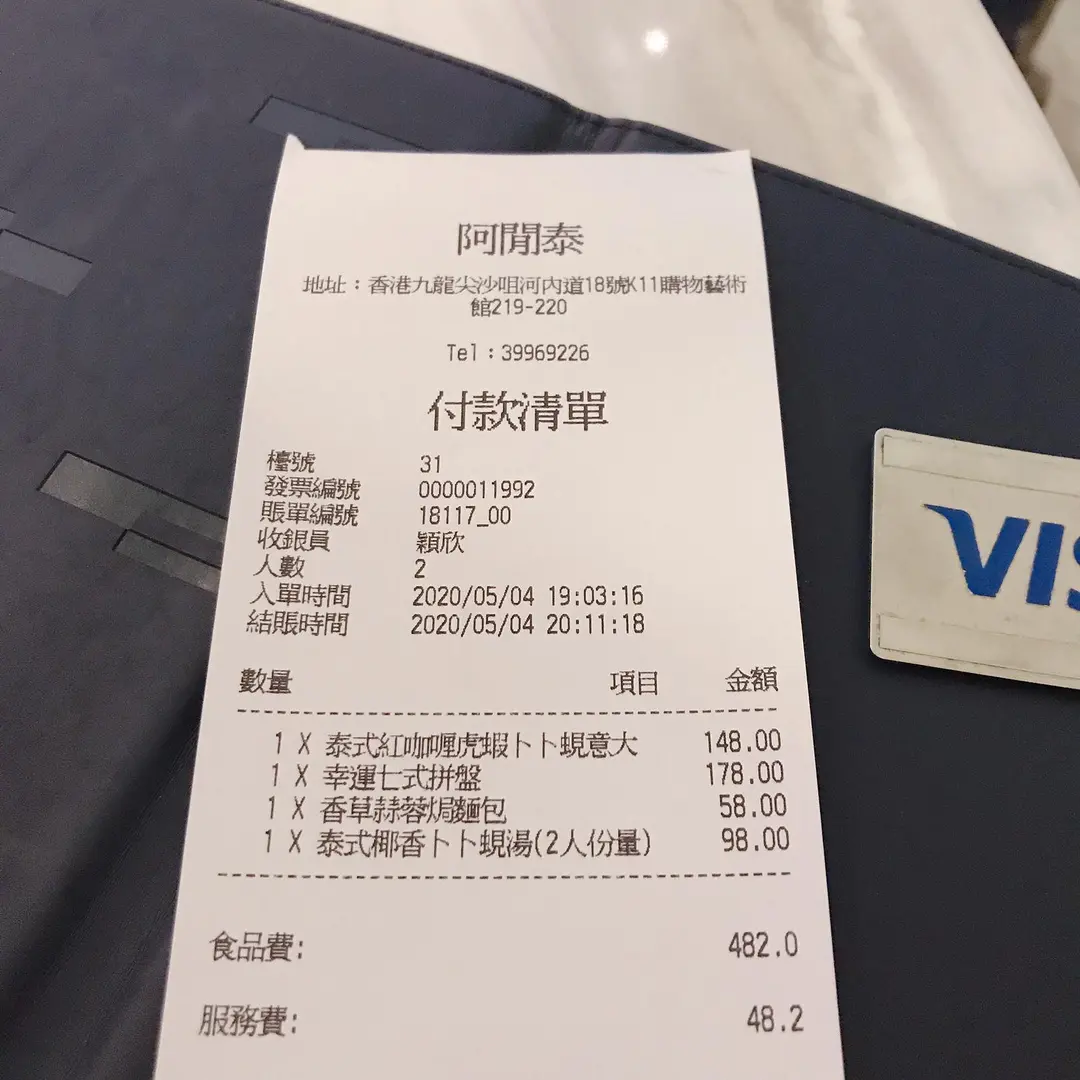 阿閒泰
地址：香港九龍尖沙咀河內道18號K11購物藝術
館219-220
Tel：39969226
付款清單
檯號 31
發票編號 0000011992
賬單編號 18117_00
收銀員 穎欣
人數 2
入單時間 2020/05/04 19:03:16
結賬時間 2020/05/04 20:11:18
數量 項目 金額
1 X 泰式紅咖喱虎蝦卜卜蜆意大 148.00
1 X 幸運七式拼盤 178.00
1 X 香草蒜蓉焗麵包 58.00
1 X 泰式椰香卜卜蜆湯(2人份量) 98.00
食品費: 482.0
服務費: 48.2
VIS